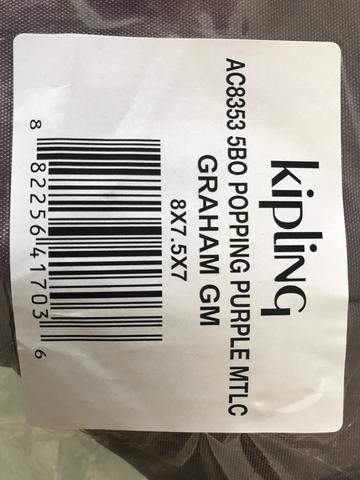 kipling
AC8353 5BO POPPING PURPLE MTLC
GRAHAM GM
8X7.5X7
8 82256 41703 6